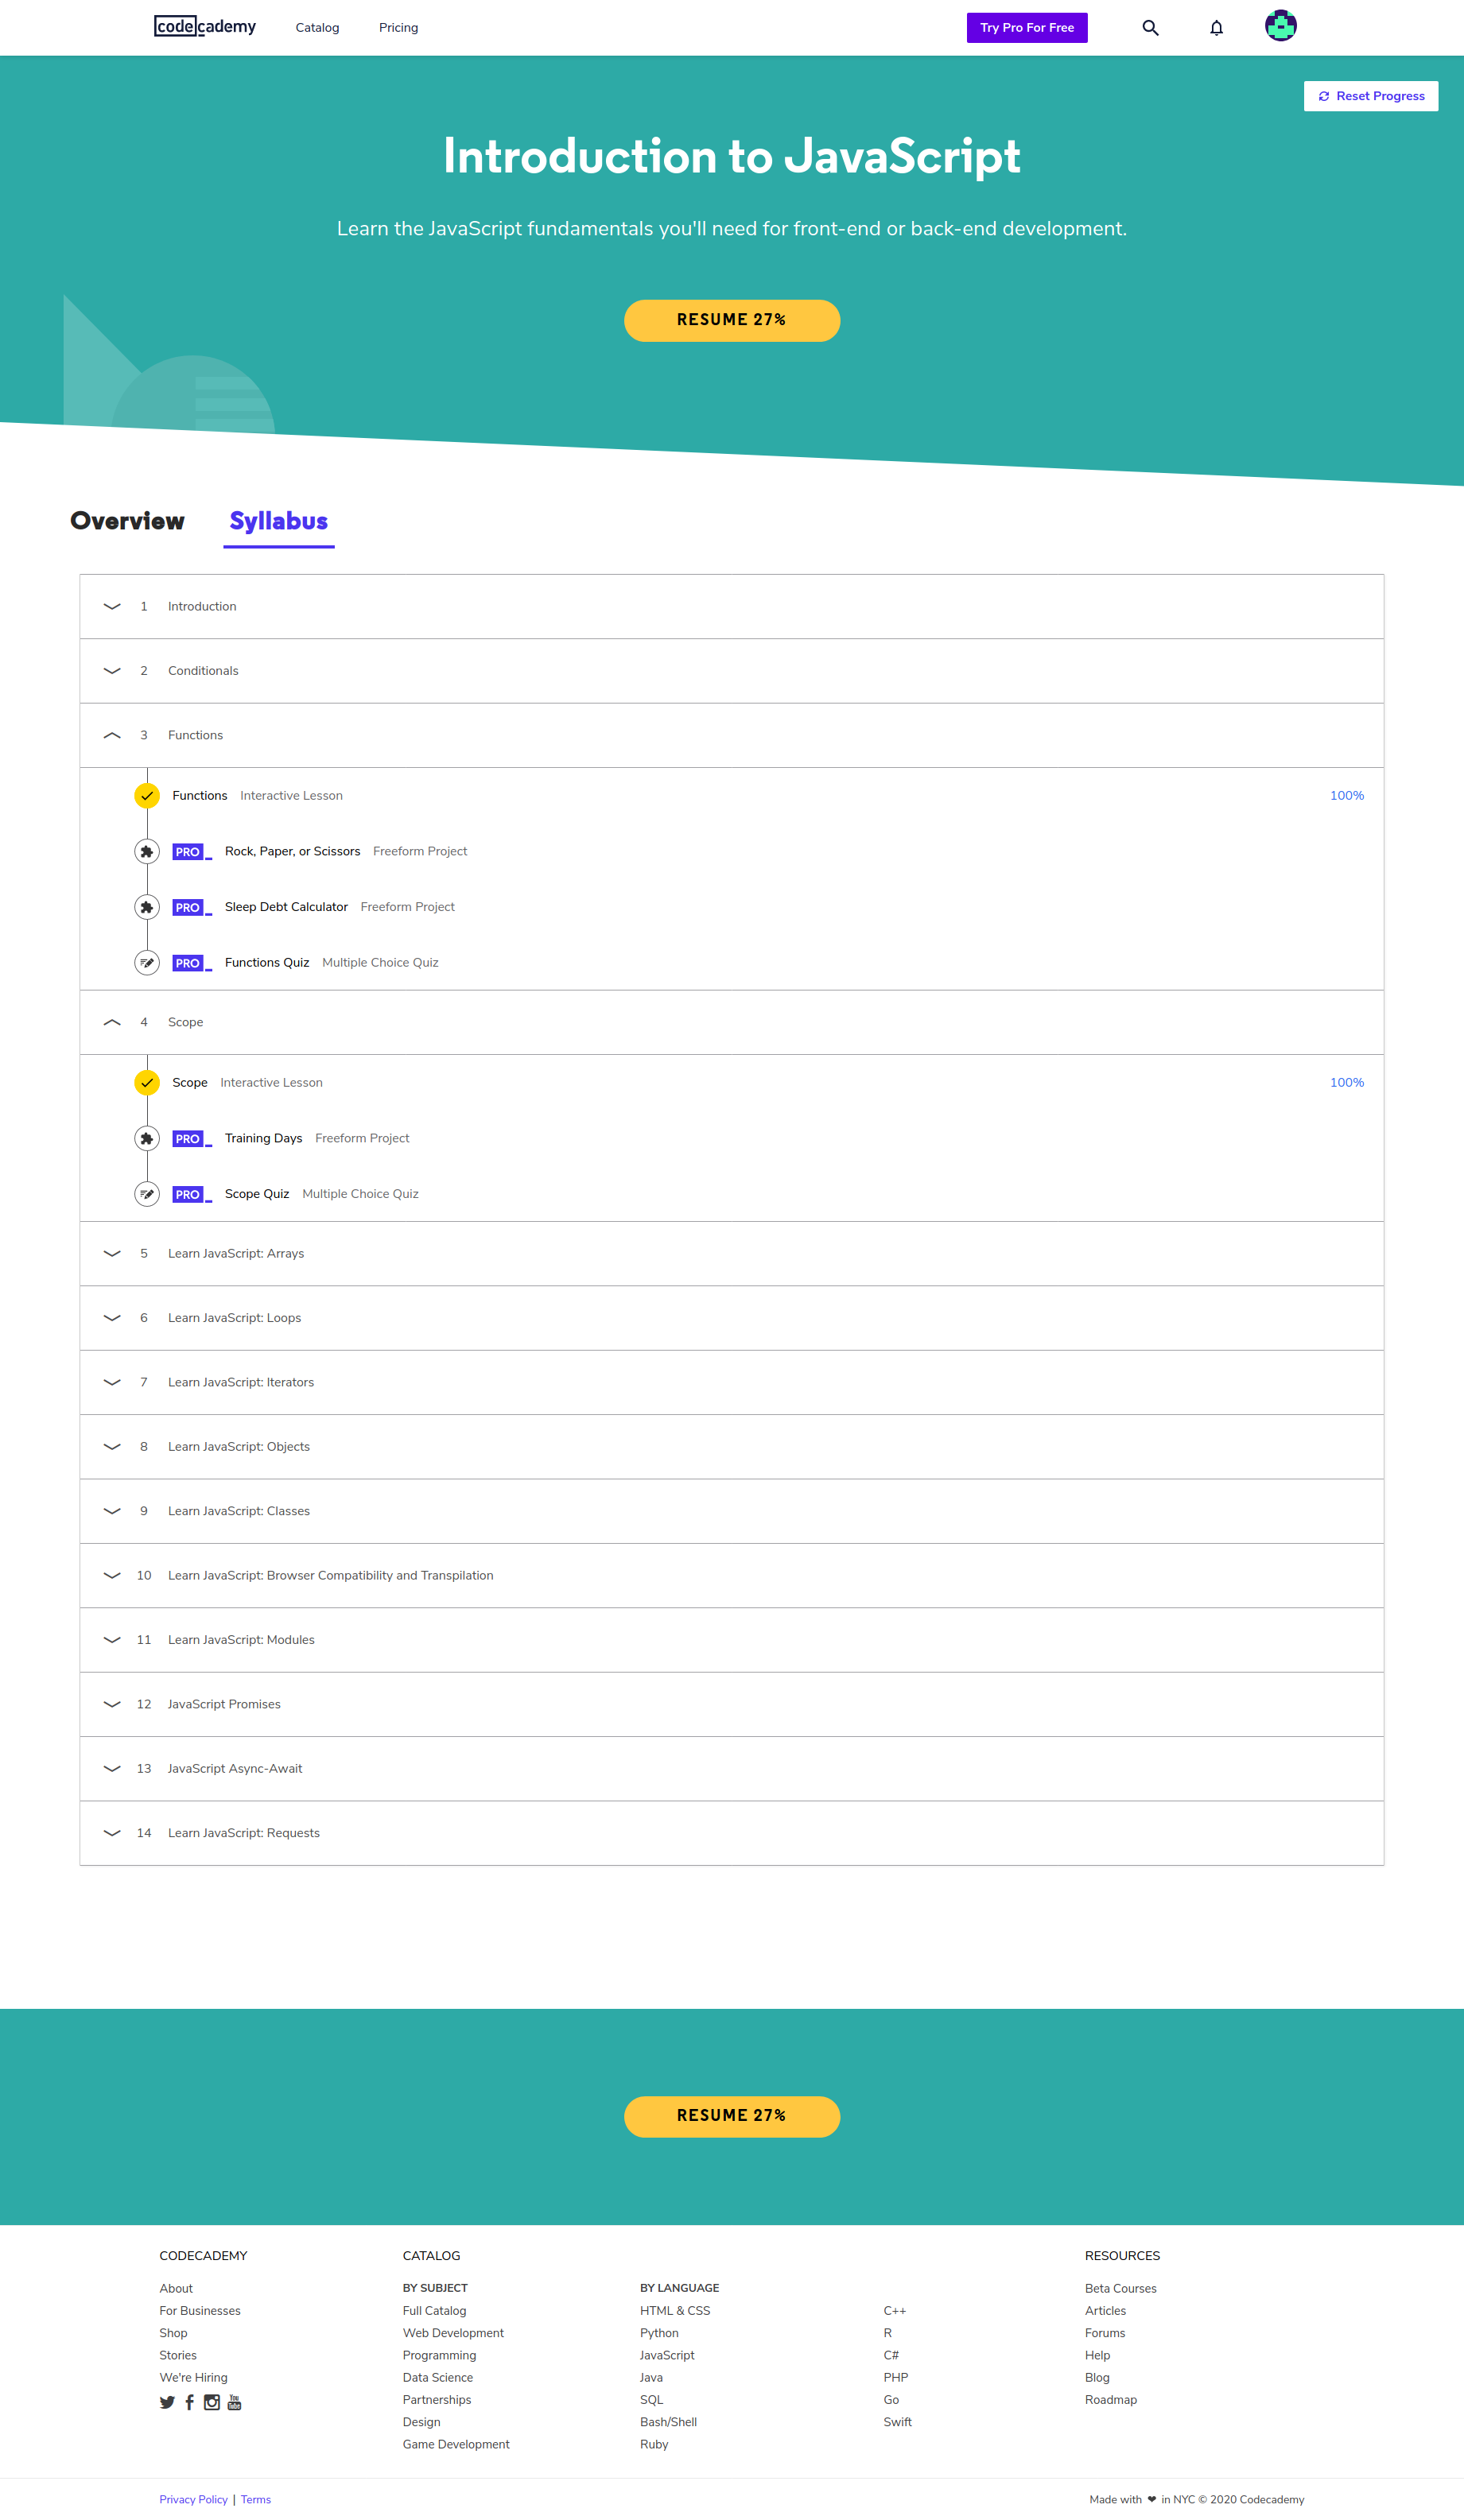 codecademy Catalog Pricing Try Pro For Free
Reset Progress
Introduction to JavaScript
Learn the JavaScript fundamentals you'll need for front-end or back-end development.
RESUME 27%
Overview Syllabus
1 Introduction
2 Conditionals
3 Functions
Functions Interactive Lesson 100%
PRO Rock, Paper, or Scissors Freeform Project
PRO Sleep Debt Calculator Freeform Project
PRO Functions Quiz Multiple Choice Quiz
4 Scope
Scope Interactive Lesson 100%
PRO Training Days Freeform Project
PRO Scope Quiz Multiple Choice Quiz
5 Learn JavaScript: Arrays
6 Learn JavaScript: Loops
7 Learn JavaScript: Iterators
8 Learn JavaScript: Objects
9 Learn JavaScript: Classes
10 Learn JavaScript: Browser Compatibility and Transpilation
11 Learn JavaScript: Modules
12 JavaScript Promises
13 JavaScript Async-Await
14 Learn JavaScript: Requests
RESUME 27%
CODECADEMY
About
For Businesses
Shop
Stories
We're Hiring
You Tube
CATALOG
BY SUBJECT
Full Catalog
Web Development
Programming
Data Science
Partnerships
Design
Game Development
BY LANGUAGE
HTML & CSS
Python
JavaScript
Java
SQL
Bash/Shell
Ruby
C++
R
C#
PHP
Go
Swift
RESOURCES
Beta Courses
Articles
Forums
Help
Blog
Roadmap
Privacy Policy | Terms
Made with ❤ in NYC © 2020 Codecademy